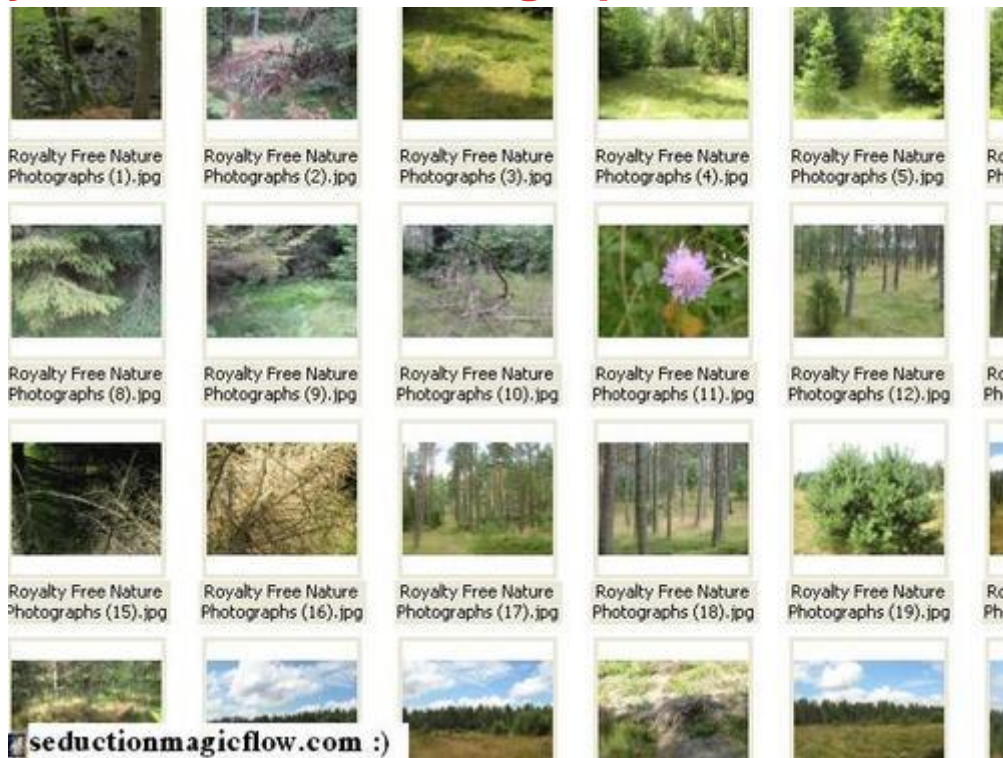 Royalty Free Nature
Photographs (1).jpg
Royalty Free Nature
Photographs (2).jpg
Royalty Free Nature
Photographs (3).jpg
Royalty Free Nature
Photographs (4).jpg
Royalty Free Nature
Photographs (5).jpg
Royalty Free Nature
Photographs (8).jpg
Royalty Free Nature
Photographs (9).jpg
Royalty Free Nature
Photographs (10).jpg
Royalty Free Nature
Photographs (11).jpg
Royalty Free Nature
Photographs (12).jpg
Royalty Free Nature
Photographs (15).jpg
Royalty Free Nature
Photographs (16).jpg
Royalty Free Nature
Photographs (17).jpg
Royalty Free Nature
Photographs (18).jpg
Royalty Free Nature
Photographs (19).jpg
seductionmagicflow.com :)